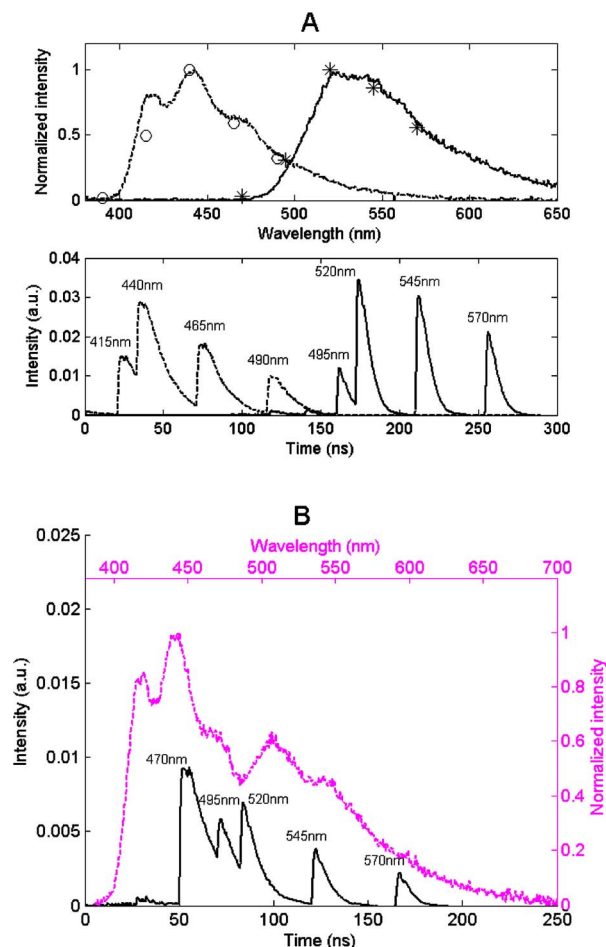 A
Normalized intensity
1
0.5
0
400 450 500 550 600 650
Wavelength (nm)
Intensity (a.u.)
0.04
0.03
0.02
0.01
0
415nm
440nm
465nm
490nm
495nm
520nm
545nm
570nm
0 50 100 150 200 250 300
Time (ns)
B
Wavelength (nm)
400 450 500 550 600 650 700
Intensity (a.u.)
0.025
0.02
0.015
0.01
0.005
0
470nm
495nm
520nm
545nm
570nm
Normalized intensity
1
0.8
0.6
0.4
0.2
0
0 50 100 150 200 250
Time (ns)